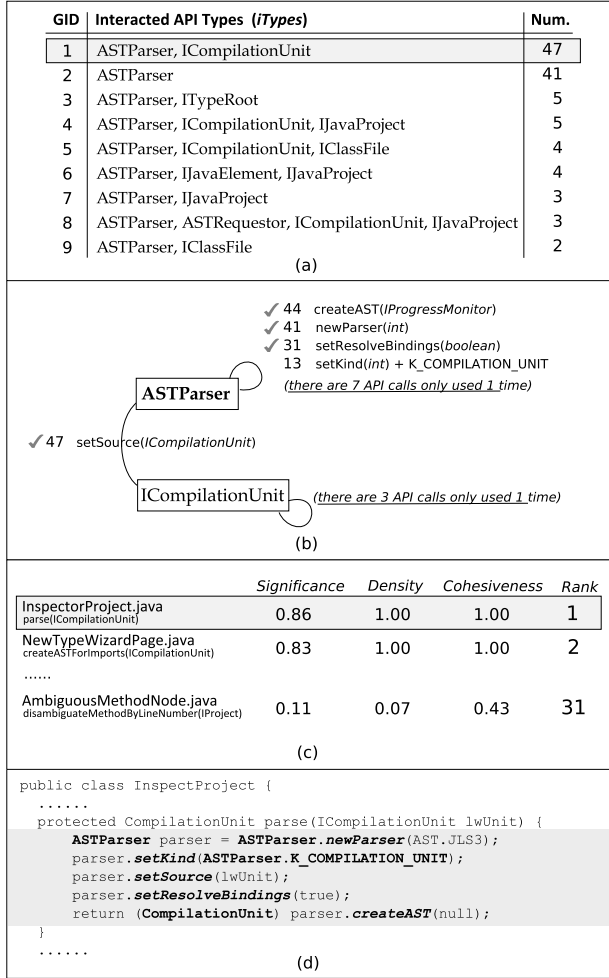 GID Interacted API Types (iTypes) Num.
1 ASTParser, ICompilationUnit 47
2 ASTParser 41
3 ASTParser, ITypeRoot 5
4 ASTParser, ICompilationUnit, IJavaProject 5
5 ASTParser, ICompilationUnit, IClassFile 4
6 ASTParser, IJavaElement, IJavaProject 4
7 ASTParser, IJavaProject 3
8 ASTParser, ASTRequestor, ICompilationUnit, IJavaProject 3
9 ASTParser, IClassFile 2
(a)
✓ 44 createAST(IProgressMonitor)
✓ 41 newParser(int)
✓ 31 setResolveBindings(boolean)
13 setKind(int) + K_COMPILATION_UNIT
(there are 7 API calls only used 1 time)
ASTParser
✓ 47 setSource(ICompilationUnit)
ICompilationUnit
(there are 3 API calls only used 1 time)
(b)
Significance Density Cohesiveness Rank
InspectorProject.java
parse(ICompilationUnit) 0.86 1.00 1.00 1
NewTypeWizardPage.java
createASTForImports(ICompilationUnit) 0.83 1.00 1.00 2
......
AmbiguousMethodNode.java
disambiguateMethodByLineNumber(IProject) 0.11 0.07 0.43 31
(c)
public class InspectProject {
......
protected CompilationUnit parse(ICompilationUnit lwUnit) {
ASTParser parser = ASTParser.newParser(AST.JLS3);
parser.setKind(ASTParser.K_COMPILATION_UNIT);
parser.setSource(lwUnit);
parser.setResolveBindings(true);
return (CompilationUnit) parser.createAST(null);
}
......
(d)